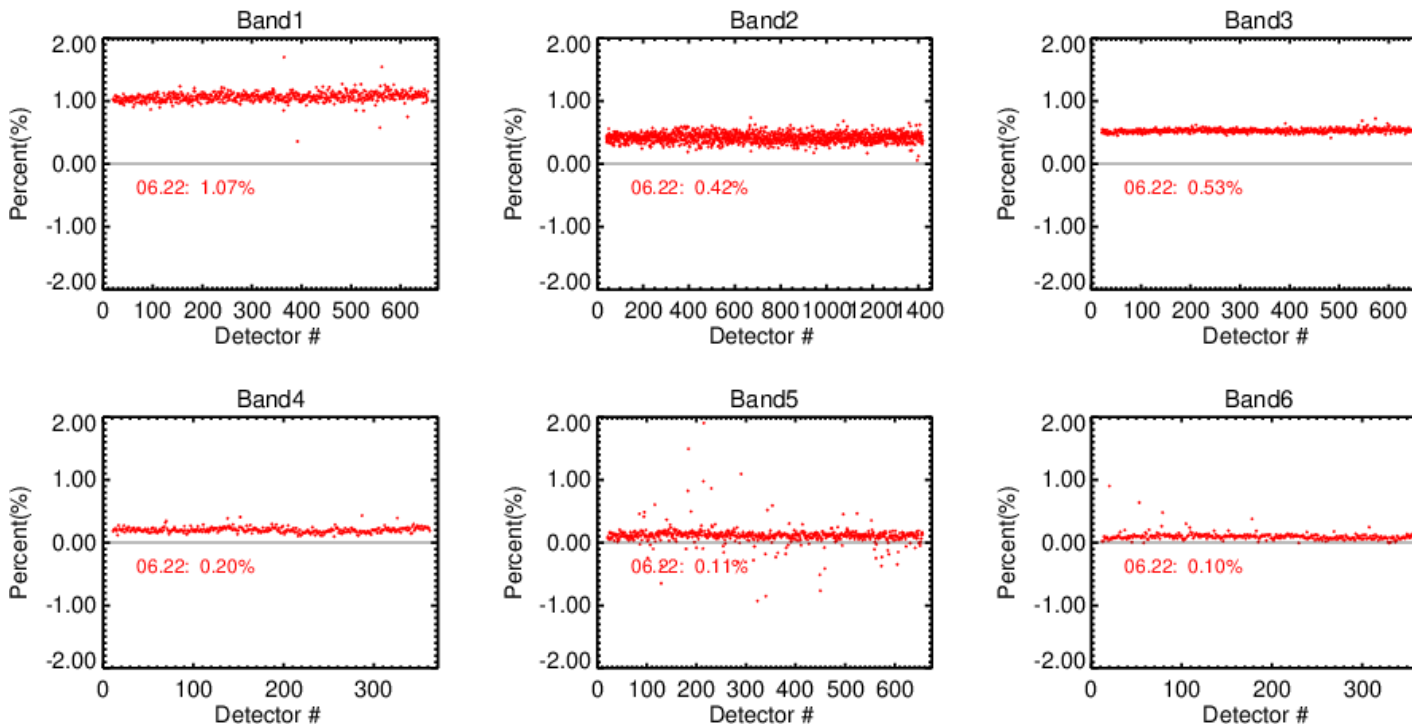 Band1
Percent(%)
2.00
1.00
0.00
-1.00
-2.00
06.22: 1.07%
0 100 200 300 400 500 600
Detector #
Band2
Percent(%)
2.00
1.00
0.00
-1.00
-2.00
06.22: 0.42%
0 200 400 600 800 1000 1200 1400
Detector #
Band3
Percent(%)
2.00
1.00
0.00
-1.00
-2.00
06.22: 0.53%
0 100 200 300 400 500 600
Detector #
Band4
Percent(%)
2.00
1.00
0.00
-1.00
-2.00
06.22: 0.20%
0 100 200 300
Detector #
Band5
Percent(%)
2.00
1.00
0.00
-1.00
-2.00
06.22: 0.11%
0 100 200 300 400 500 600
Detector #
Band6
Percent(%)
2.00
1.00
0.00
-1.00
-2.00
06.22: 0.10%
0 100 200 300
Detector #